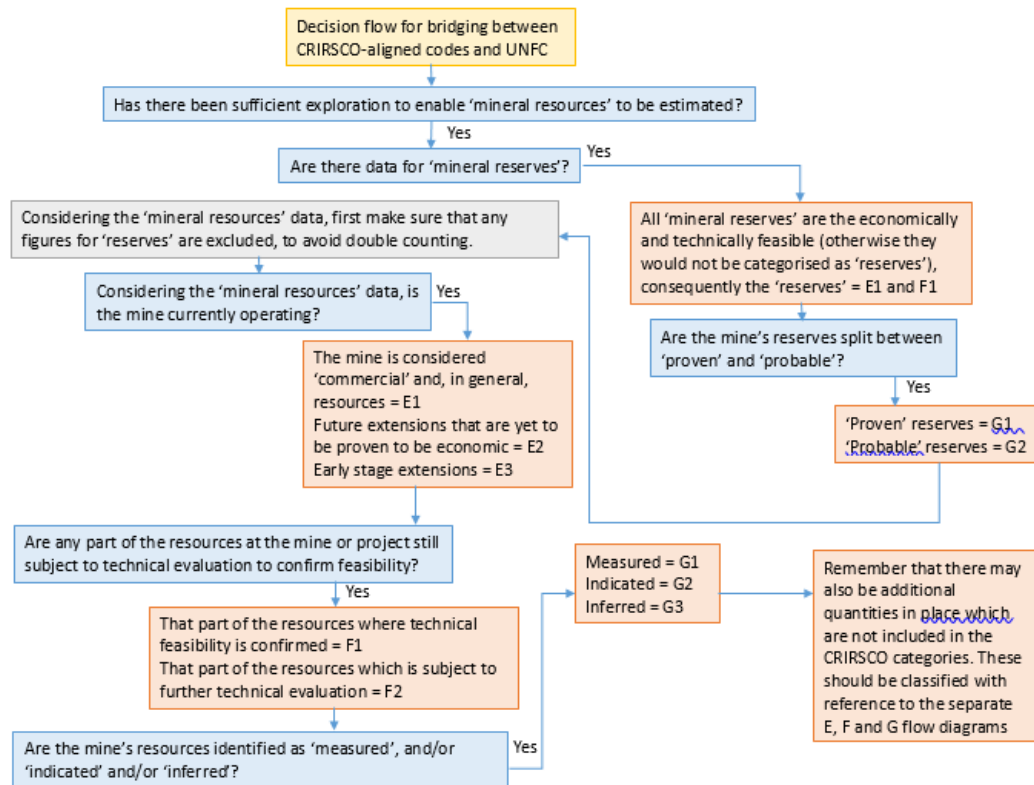 Decision flow for bridging between
CRIRSCO-aligned codes and UNFC
Has there been sufficient exploration to enable ‘mineral resources’ to be estimated?
Yes
Are there data for ‘mineral reserves’?
Yes
Considering the ‘mineral resources’ data, first make sure that any
figures for ‘reserves’ are excluded, to avoid double counting.
All ‘mineral reserves’ are the economically
and technically feasible (otherwise they
would not be categorised as ‘reserves’),
consequently the ‘reserves’ = E1 and F1
Considering the ‘mineral resources’ data, is
the mine currently operating?
Yes
Are the mine’s reserves split between
‘proven’ and ‘probable’?
Yes
The mine is considered
‘commercial’ and, in general,
resources = E1
Future extensions that are yet to
be proven to be economic = E2
Early stage extensions = E3
‘Proven’ reserves = G1
‘Probable’ reserves = G2
Are any part of the resources at the mine or project still
subject to technical evaluation to confirm feasibility?
Yes
That part of the resources where technical
feasibility is confirmed = F1
That part of the resources which is subject to
further technical evaluation = F2
Are the mine’s resources identified as ‘measured’, and/or
‘indicated’ and/or ‘inferred’?
Yes
Measured = G1
Indicated = G2
Inferred = G3
Remember that there may
also be additional
quantities in place which
are not included in the
CRIRSCO categories. These
should be classified with
reference to the separate
E, F and G flow diagrams